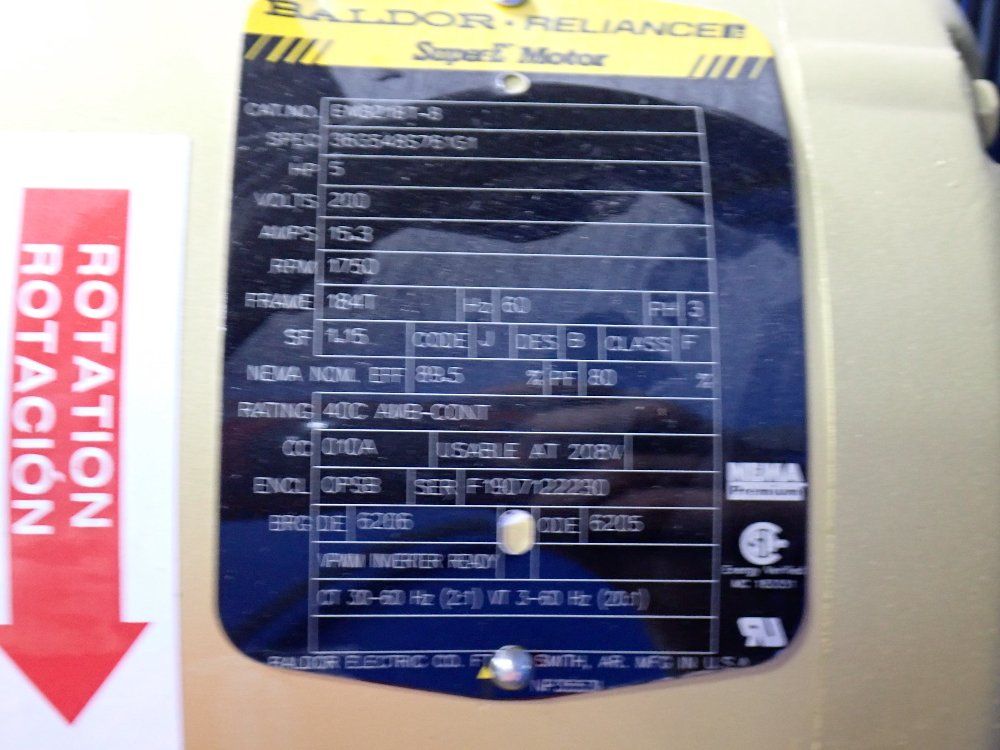 BALDOR • RELIANCE
Super-E Motor
CAT.NO.
SPEC.
HP 5
VOLTS 200
AMPS 15.3
RPM 1750
FRAME 184T Hz 60 PH 3
SF 1.15 CODE J DES B CLASS F
NEMA NOM. EFF 89.5 % PF 80 %
RATING 40C AMB-CONT
CC 010A USABLE AT 208V
ENCL OPSB SER F1907122230
BRG DE 6206 ODE 6205
VPWM INVERTER READY
CT 30-60 Hz (2:1) VT 3-60 Hz (20:1)
BALDOR ELECTRIC CO. FT. SMITH, AR. MFG IN U.S.A.
NEMA
Premium
Energy Verified
ROTATION
ROTACIÓN